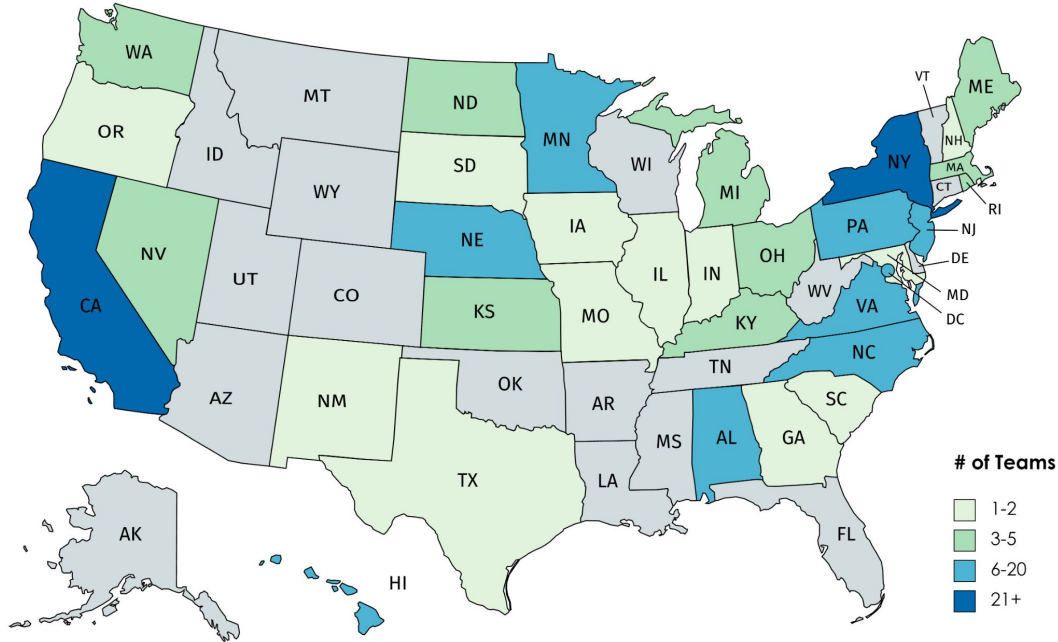 WA
MT
ND
MN
VT
ME
OR
ID
SD
WI
NH
NY
MA
WY
MI
CT
RI
IA
NE
PA
NJ
NV
UT
IL
IN
OH
DE
CA
CO
KS
MO
WV
VA
MD
KY
DC
NC
TN
AZ
NM
OK
AR
SC
MS
AL
GA
TX
LA
# of Teams
1-2
AK
FL
3-5
6-20
HI
21+